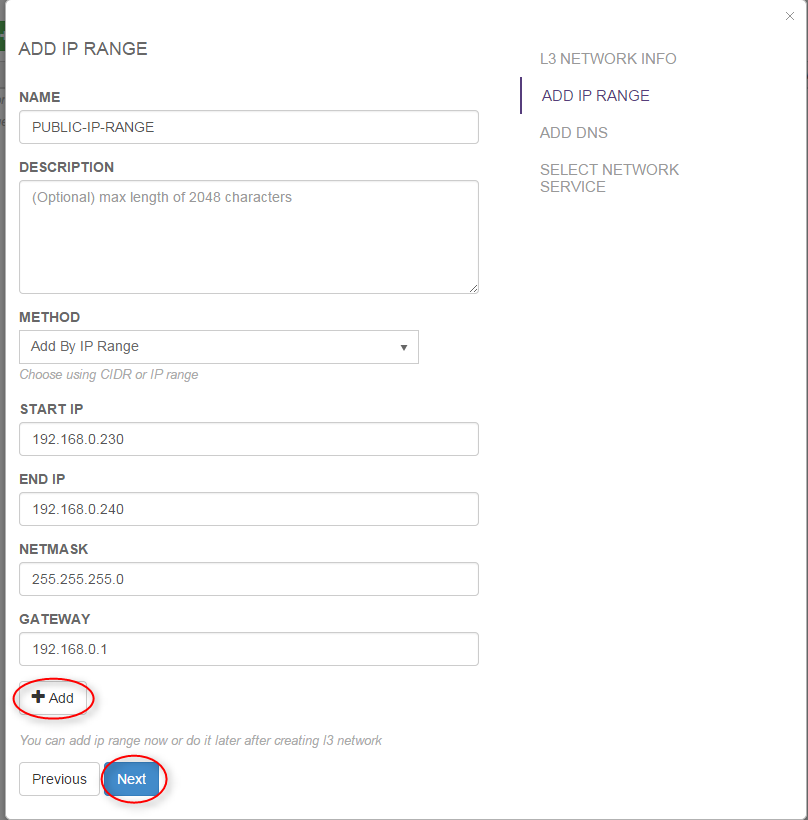 ADD IP RANGE
NAME
PUBLIC-IP-RANGE
DESCRIPTION
(Optional) max length of 2048 characters
METHOD
Add By IP Range
Choose using CIDR or IP range
START IP
192.168.0.230
END IP
192.168.0.240
NETMASK
255.255.255.0
GATEWAY
192.168.0.1
Add
You can add ip range now or do it later after creating l3 network
Previous
Next
L3 NETWORK INFO
ADD IP RANGE
ADD DNS
SELECT NETWORK
SERVICE